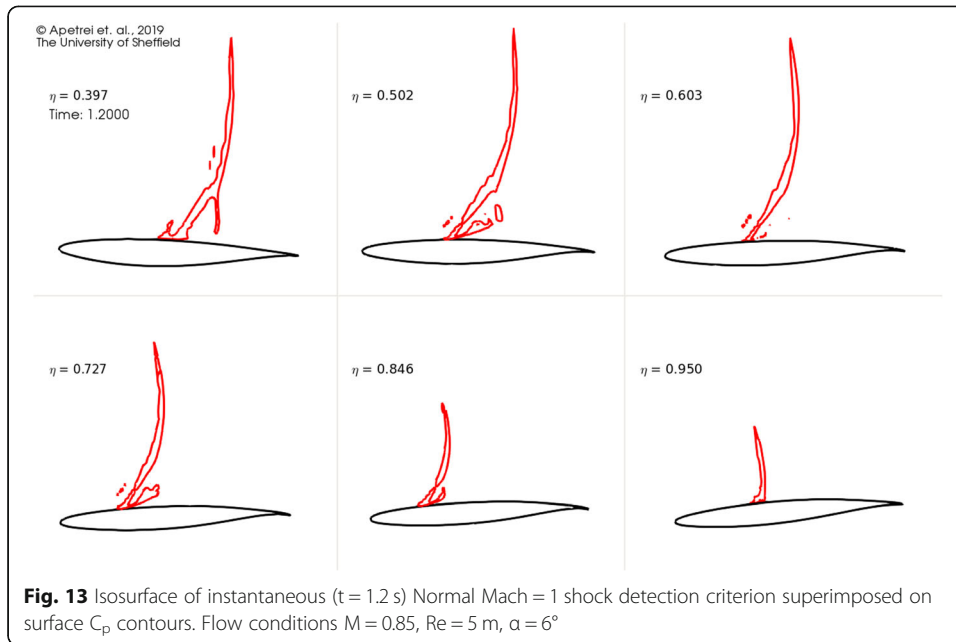 © Apetrei et. al., 2019
The University of Sheffield
η = 0.397
Time: 1.2000
η = 0.502
η = 0.603
η = 0.727
η = 0.846
η = 0.950
Fig. 13 Isosurface of instantaneous (t = 1.2 s) Normal Mach = 1 shock detection criterion superimposed on
surface Cp contours. Flow conditions M = 0.85, Re = 5 m, α = 6°